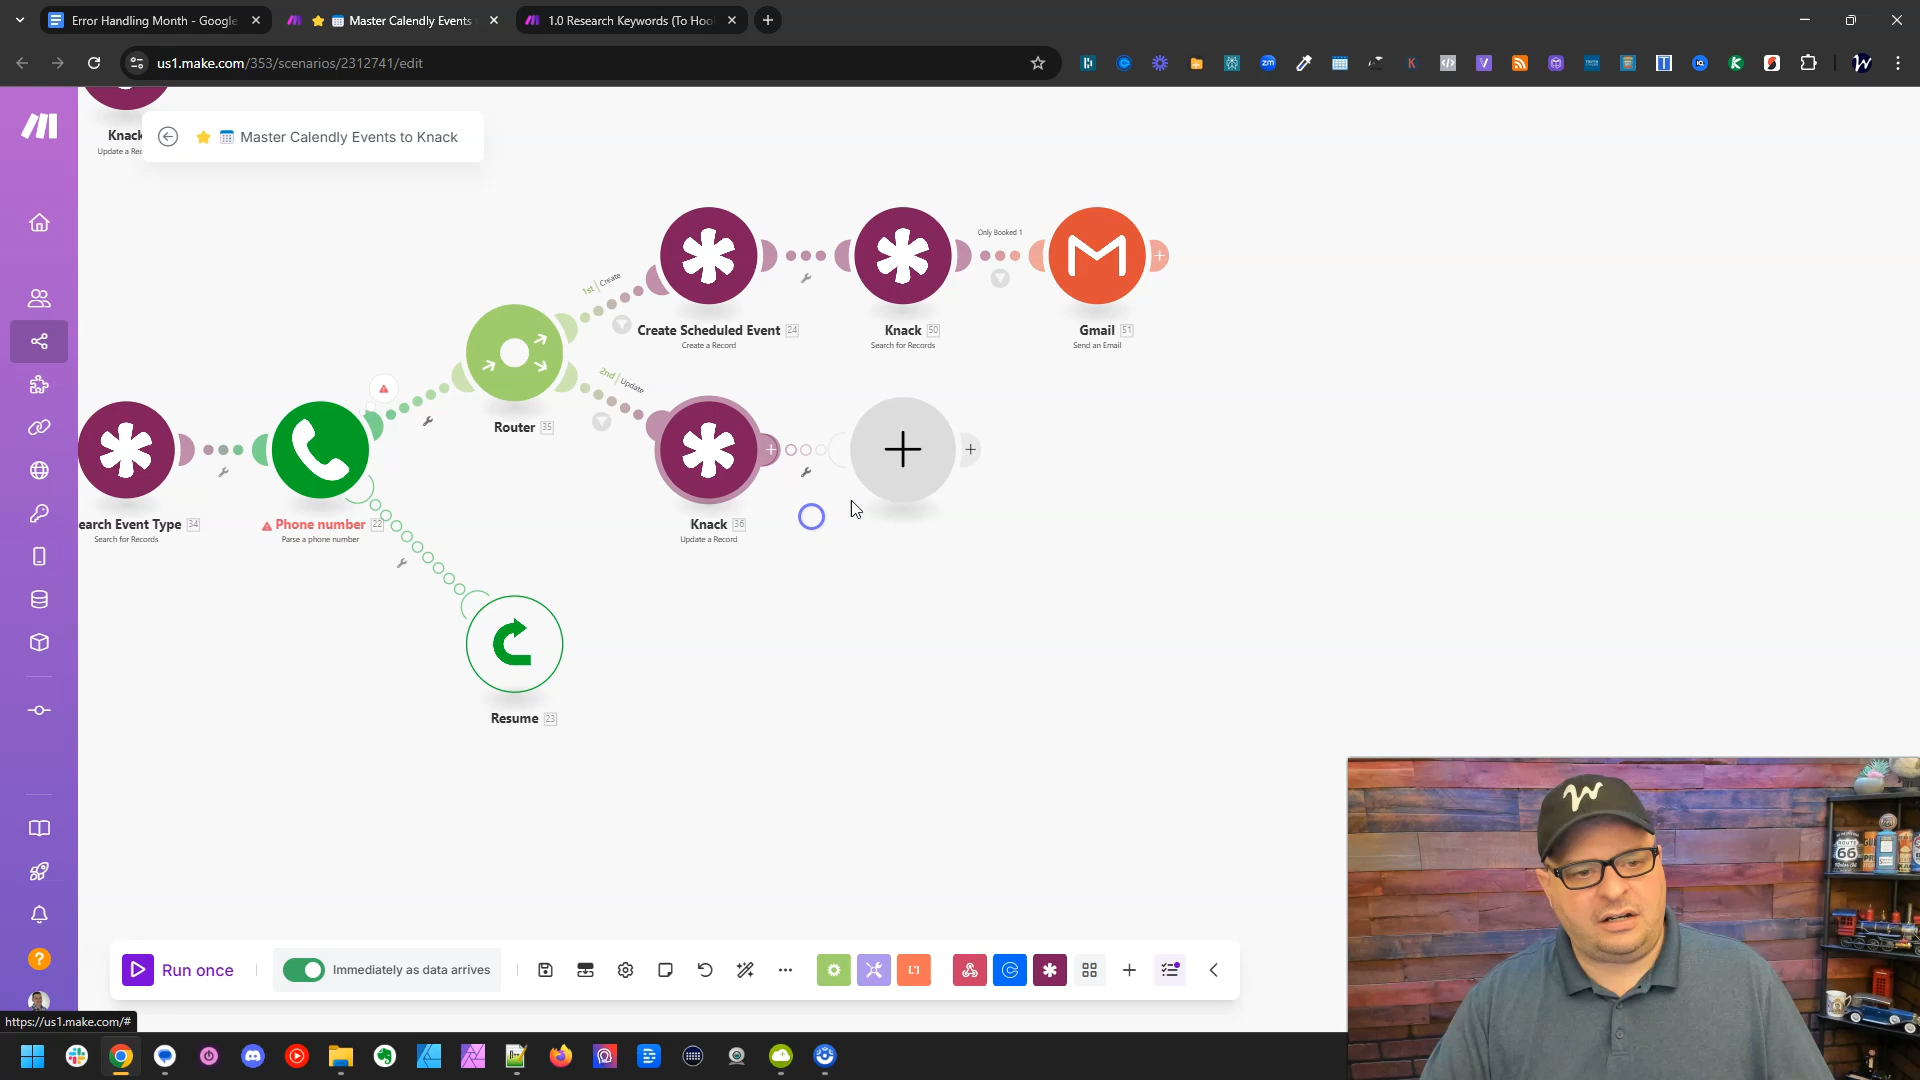 Error Handling Month - Google
Master Calendly Events
1.0 Research Keywords (To Hoo
us1.make.com/353/scenarios/2312741/edit
Knack
Update a Rec
Master Calendly Events to Knack
Only Booked 1
1st | Create
Create Scheduled Event 24
Create a Record
Knack 50
Search for Records
Gmail 51
Send an Email
2nd | Update
Router 35
earch Event Type 34
Search for Records
Phone number 22
Parse a phone number
Knack 36
Update a Record
Resume 23
Run once
Immediately as data arrives
https://us1.make.com/#
ROUTE
66